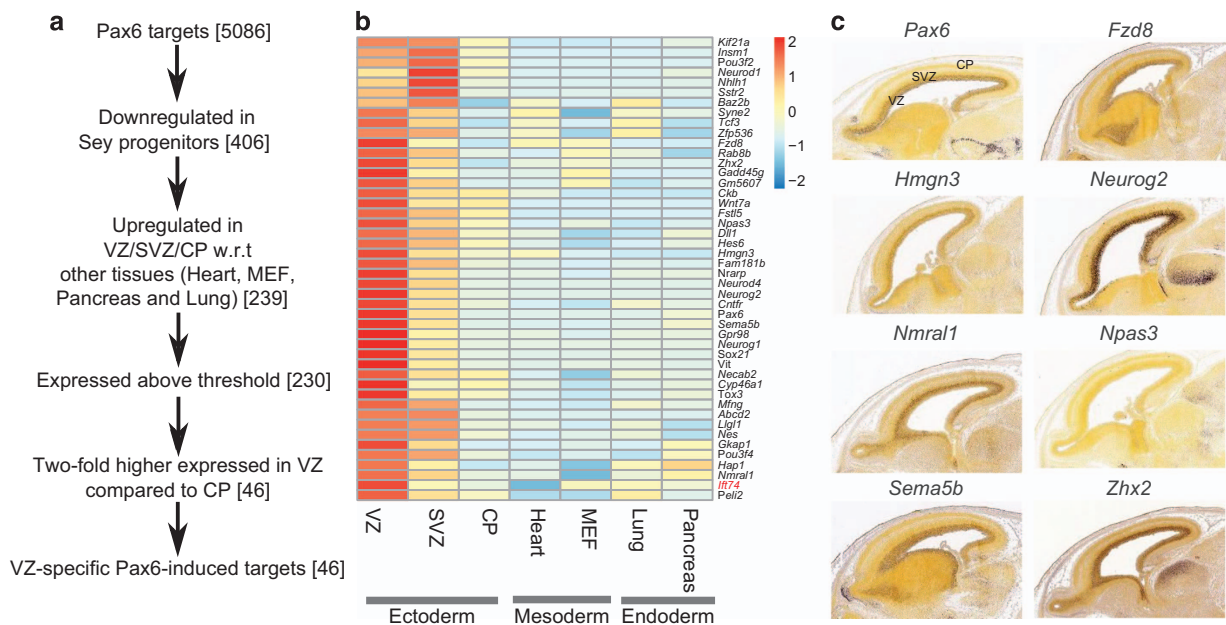 a
Pax6 targets [5086]
Downregulated in
Sey progenitors [406]
Upregulated in
VZ/SVZ/CP w.r.t
other tissues (Heart, MEF,
Pancreas and Lung) [239]
Expressed above threshold [230]
Two-fold higher expressed in VZ
compared to CP [46]
VZ-specific Pax6-induced targets [46]
b
Kif21a
Insm1
Pou3f2
Neurod1
Nhlh1
Sstr2
Baz2b
Syne2
Tcf3
Zfp536
Fzd8
Rab8b
Zhx2
Gadd45g
Gm5607
Ckb
Wnt7a
Fstl5
Npas3
Dll1
Hes6
Hmgn3
Fam181b
Nrarp
Neurod4
Neurog2
Cntfr
Pax6
Sema5b
Gpr98
Neurog1
Sox21
Vit
Necab2
Cyp46a1
Tox3
Mfng
Abcd2
Llgl1
Nes
Gkap1
Pou3f4
Hap1
Nmral1
Ift74
Peli2
2
1
0
−1
−2
VZ
SVZ
CP
Heart
MEF
Lung
Pancreas
Ectoderm
Mesoderm
Endoderm
c
Pax6
CP
SVZ
VZ
Fzd8
Hmgn3
Neurog2
Nmral1
Npas3
Sema5b
Zhx2